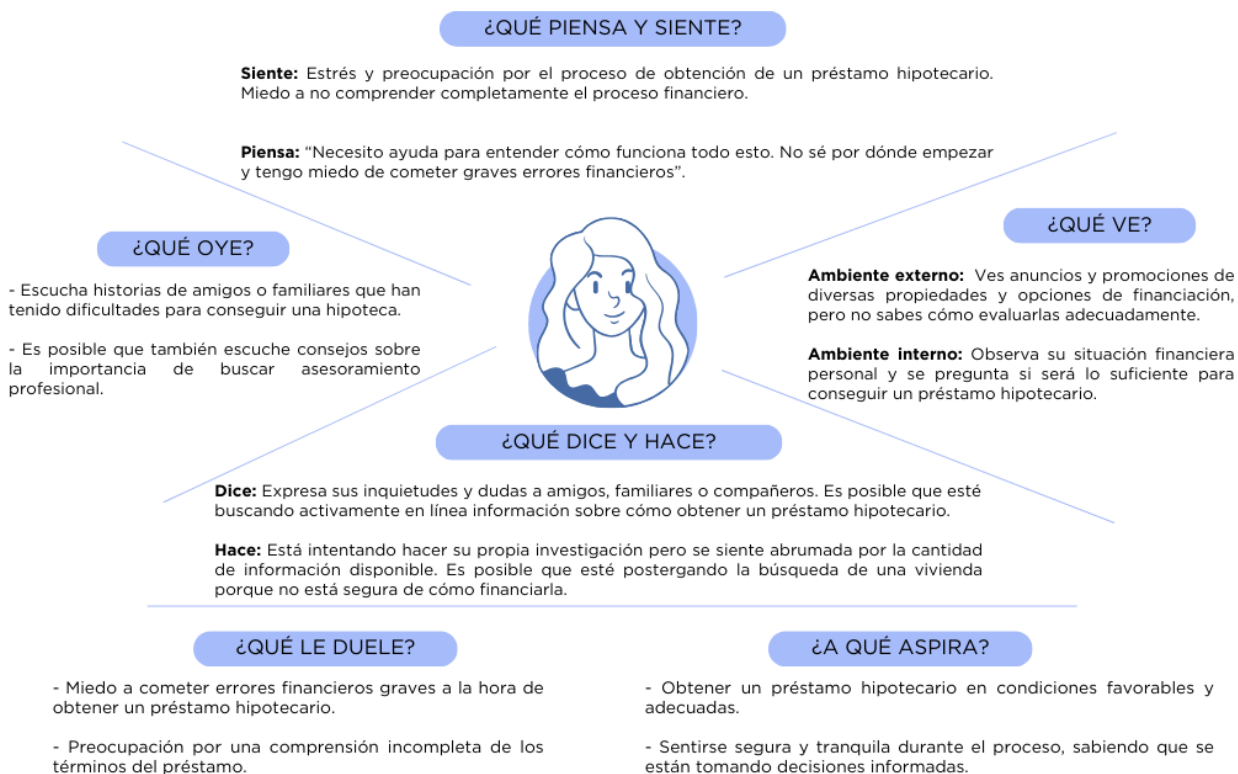 ¿QUÉ PIENSA Y SIENTE?
Siente: Estrés y preocupación por el proceso de obtención de un préstamo hipotecario.
Miedo a no comprender completamente el proceso financiero.
Piensa: “Necesito ayuda para entender cómo funciona todo esto. No sé por dónde empezar
y tengo miedo de cometer graves errores financieros”.
¿QUÉ OYE?
- Escucha historias de amigos o familiares que han
tenido dificultades para conseguir una hipoteca.
- Es posible que también escuche consejos sobre
la importancia de buscar asesoramiento
profesional.
¿QUÉ VE?
Ambiente externo: Ves anuncios y promociones de
diversas propiedades y opciones de financiación,
pero no sabes cómo evaluarlas adecuadamente.
Ambiente interno: Observa su situación financiera
personal y se pregunta si será lo suficiente para
conseguir un préstamo hipotecario.
¿QUÉ DICE Y HACE?
Dice: Expresa sus inquietudes y dudas a amigos, familiares o compañeros. Es posible que esté
buscando activamente en línea información sobre cómo obtener un préstamo hipotecario.
Hace: Está intentando hacer su propia investigación pero se siente abrumada por la cantidad
de información disponible. Es posible que esté postergando la búsqueda de una vivienda
porque no está segura de cómo financiarla.
¿QUÉ LE DUELE?
- Miedo a cometer errores financieros graves a la hora de
obtener un préstamo hipotecario.
- Preocupación por una comprensión incompleta de los
términos del préstamo.
¿A QUÉ ASPIRA?
- Obtener un préstamo hipotecario en condiciones favorables y
adecuadas.
- Sentirse segura y tranquila durante el proceso, sabiendo que se
están tomando decisiones informadas.